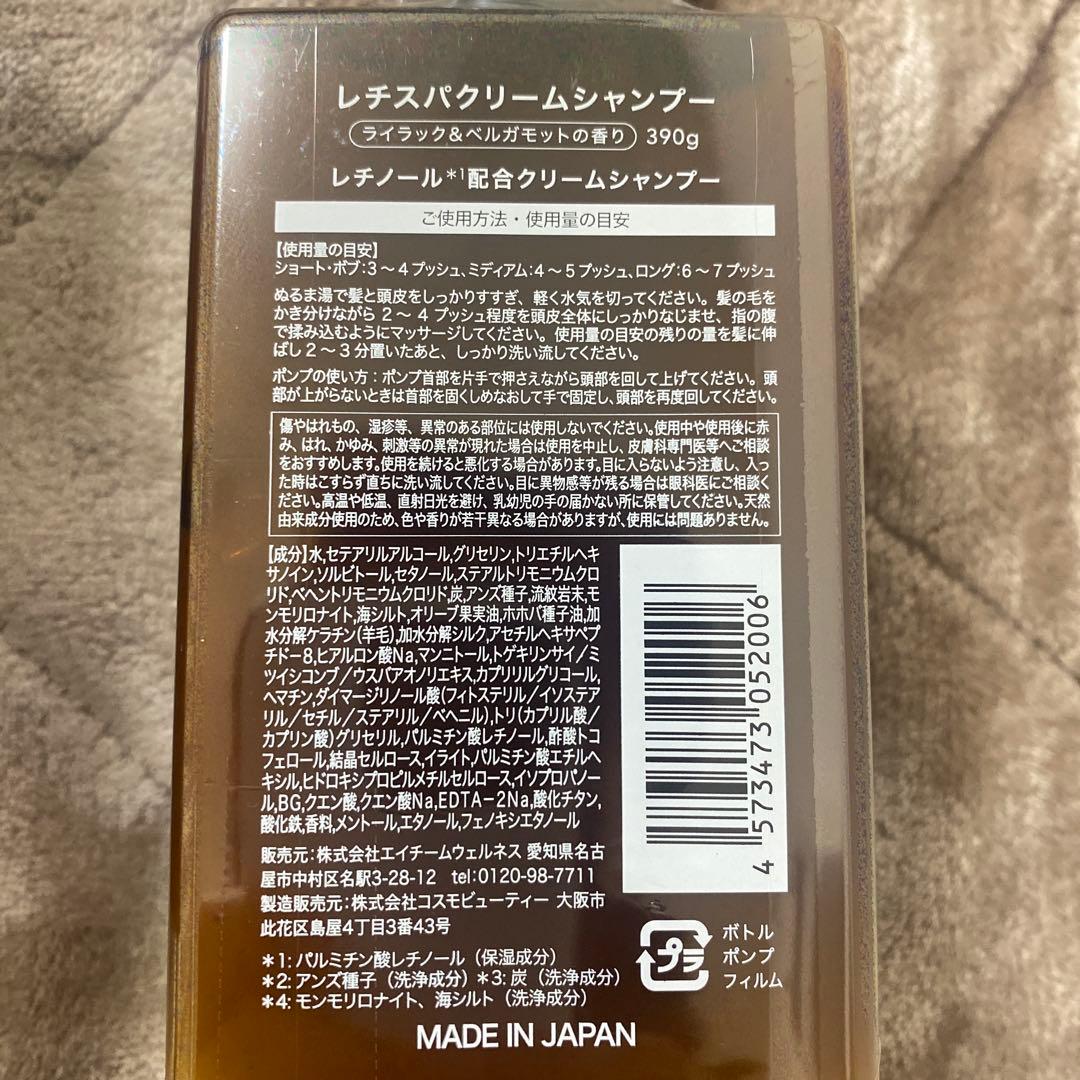 レチスパクリームシャンプー
ライラック&ベルガモットの香り 390g
レチノール*1配合クリームシャンプー
ご使用方法・使用量の目安
【使用量の目安】
ショート・ボブ:3～4プッシュ、ミディアム:4～5プッシュ、ロング:6～7プッシュ
ぬるま湯で髪と頭皮をしっかりすすぎ、軽く水気を切ってください。髪の毛を
かき分けながら2～4プッシュ程度を頭皮全体にしっかりなじませ、指の腹
で揉み込むようにマッサージしてください。使用量の目安の残りの量を髪に伸
ばし2～3分置いたあと、しっかり洗い流してください。
ポンプの使い方:ポンプ首部を片手で押さえながら頭部を回して上げてください。頭
部が上がらないときは首部を固くしめなおして手で固定し、頭部を再度回してください。
傷やはれもの、湿疹等、異常のある部位には使用しないでください。使用中や使用後に赤
み、はれ、かゆみ、刺激等の異常が現れた場合は使用を中止し、皮膚科専門医等へご相談
をおすすめします。使用を続けると悪化する場合があります。目に入らないよう注意し、入っ
た時はこすらず直ちに洗い流してください。目に異物感等が残る場合は眼科医にご相談く
ださい。高温や低温、直射日光を避け、乳幼児の手の届かない所に保管してください。天然
由来成分使用のため、色や香りが若干異なる場合がありますが、使用には問題ありません。
【成分】水,セテアリルアルコール,グリセリン,トリエチルヘキ
サノイン,ソルビトール,セタノール,ステアルトリモニウムクロ
リド,ベヘントリモニウムクロリド,炭,アンズ種子,流紋岩末,モ
ンモリロナイト,海シルト,オリーブ果実油,ホホバ種子油,加
水分解ケラチン(羊毛),加水分解シルク,アセチルヘキサペプ
チド-8,ヒアルロン酸Na,マンニトール,トゲキリンサイ/ミ
ツイシコンブ/ウスバアオノリエキス,カプリリルグリコール,
ヘマチン,ダイマージリノール酸(フィトステリル/イソステア
リル/セチル/ステアリル/ベヘニル),トリ(カプリル酸/
カプリン酸)グリセリル,パルミチン酸レチノール,酢酸トコ
フェロール,結晶セルロース,イライト,パルミチン酸エチルヘ
キシル,ヒドロキシプロピルメチルセルロース,イソプロパノー
ル,BG,クエン酸,クエン酸Na,EDTA-2Na,酸化チタン,
酸化鉄,香料,メントール,エタノール,フェノキシエタノール
販売元:株式会社エイチームウェルネス 愛知県名古
屋市中村区名駅3-28-12 tel:0120-98-7711
製造販売元:株式会社コスモビューティー 大阪市
此花区島屋4丁目3番43号
*1:パルミチン酸レチノール(保湿成分)
*2:アンズ種子(洗浄成分)*3:炭(洗浄成分)
*4:モンモリロナイト、海シルト(洗浄成分)
4 573473 052006
プラ
ボトル
ポンプ
フィルム
MADE IN JAPAN